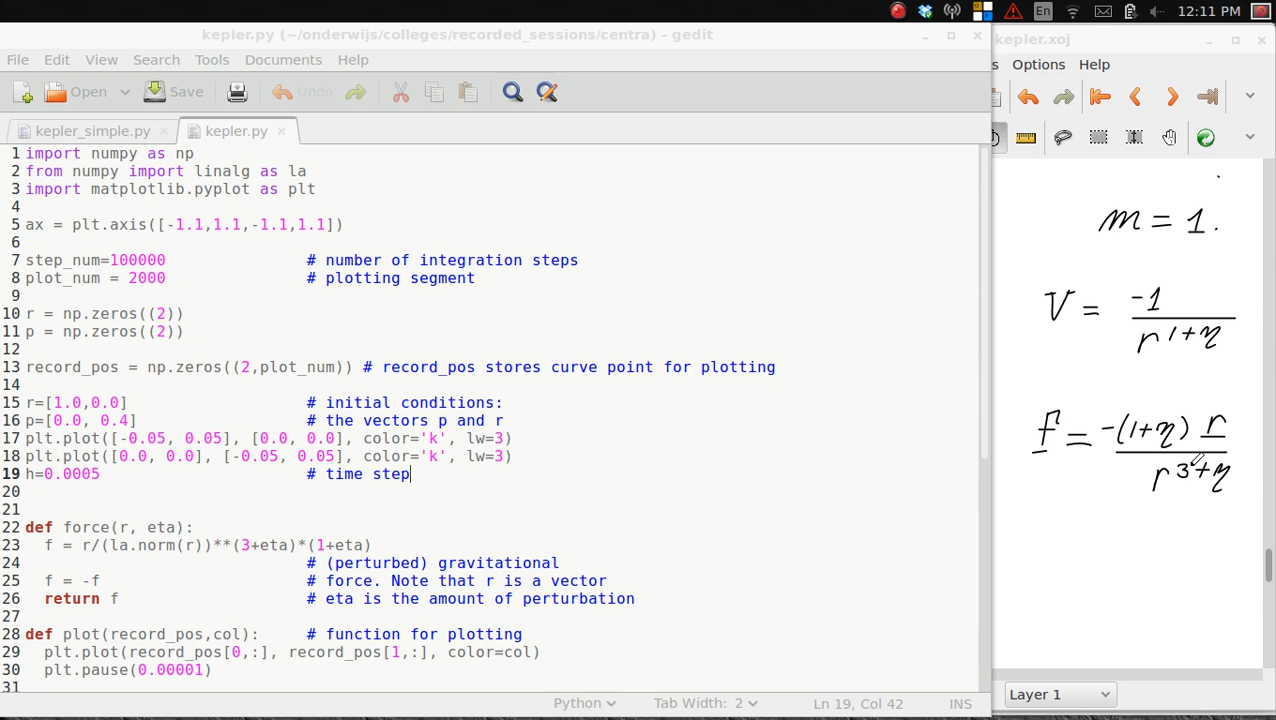 En 12:11 PM
kepler.py (~/onderwijs/colleges/recorded_sessions/centra) - gedit
File Edit View Search Tools Documents Help
Open Save Undo
kepler_simple.py kepler.py
1 import numpy as np
2 from numpy import linalg as la
3 import matplotlib.pyplot as plt
4
5 ax = plt.axis([-1.1,1.1,-1.1,1.1])
6
7 step_num=100000 # number of integration steps
8 plot_num = 2000 # plotting segment
9
10 r = np.zeros((2))
11 p = np.zeros((2))
12
13 record_pos = np.zeros((2,plot_num)) # record_pos stores curve point for plotting
14
15 r=[1.0,0.0] # initial conditions:
16 p=[0.0, 0.4] # the vectors p and r
17 plt.plot([-0.05, 0.05], [0.0, 0.0], color='k', lw=3)
18 plt.plot([0.0, 0.0], [-0.05, 0.05], color='k', lw=3)
19 h=0.0005 # time step
20
21
22 def force(r, eta):
23 f = r/(la.norm(r))**(3+eta)*(1+eta)
24 # (perturbed) gravitational
25 f = -f # force. Note that r is a vector
26 return f # eta is the amount of perturbation
27
28 def plot(record_pos,col): # function for plotting
29 plt.plot(record_pos[0,:], record_pos[1,:], color=col)
30 plt.pause(0.00001)
31
Python Tab Width: 2 Ln 19, Col 42 INS
kepler.xoj
s Options Help
m = 1.
V = -1
r 1+η
f = -(1+η) r
r 3+η
Layer 1